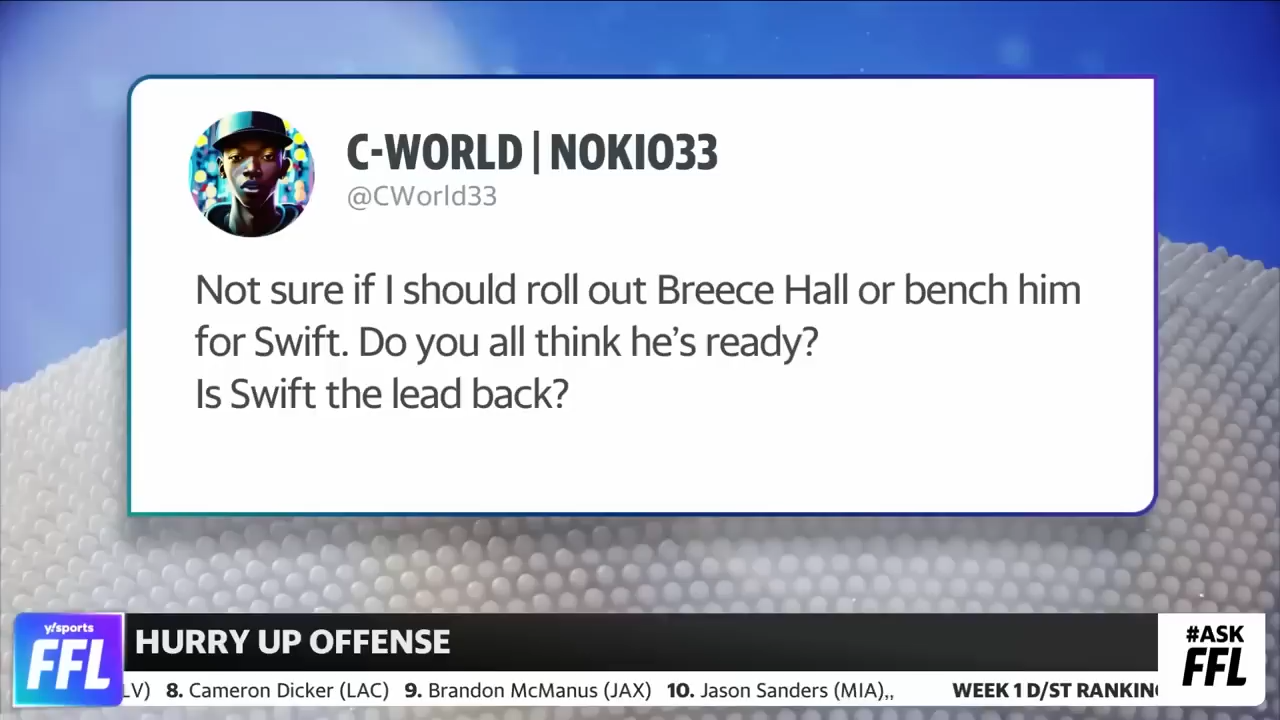 C-WORLD | NOKIO33
@CWorld33
Not sure if I should roll out Breece Hall or bench him
for Swift. Do you all think he's ready?
Is Swift the lead back?
y!sports
FFL
HURRY UP OFFENSE
#ASK
FFL
LV) 8. Cameron Dicker (LAC) 9. Brandon McManus (JAX) 10. Jason Sanders (MIA),, WEEK 1 D/ST RANKIN